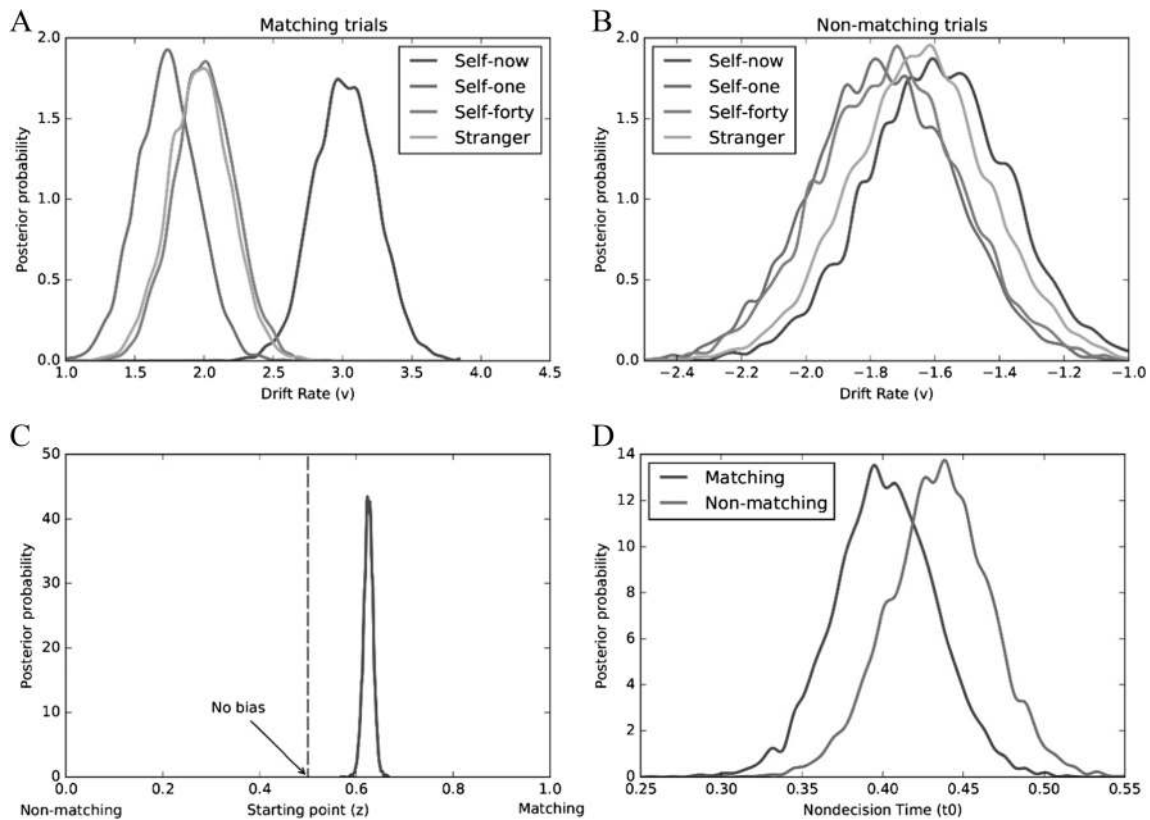 A
Matching trials
Posterior probability
2.0
1.5
1.0
0.5
0.0
Self-now
Self-one
Self-forty
Stranger
1.0 1.5 2.0 2.5 3.0 3.5 4.0 4.5
Drift Rate (v)
B
Non-matching trials
Posterior probability
2.0
1.5
1.0
0.5
0.0
Self-now
Self-one
Self-forty
Stranger
−2.4 −2.2 −2.0 −1.8 −1.6 −1.4 −1.2 −1.0
Drift Rate (v)
C
Posterior probability
50
40
30
20
10
0
No bias
0.0 0.2 0.4 0.6 0.8 1.0
Non-matching Starting point (z) Matching
D
Posterior probability
14
12
10
8
6
4
2
0
Matching
Non-matching
0.25 0.30 0.35 0.40 0.45 0.50 0.55
Nondecision Time (t0)